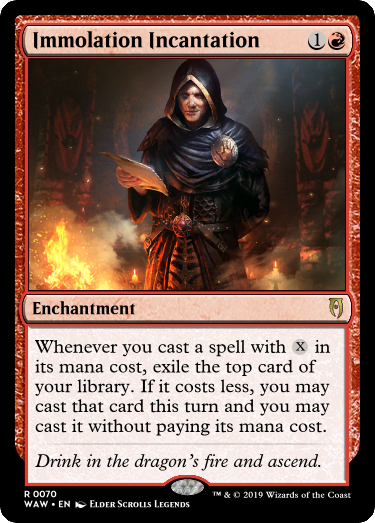 Immolation Incantation 1
Enchantment
Whenever you cast a spell with X in
its mana cost, exile the top card of
your library. If it costs less, you may
cast that card this turn and you may
cast it without paying its mana cost.
Drink in the dragon's fire and ascend.
R 0070
™ & © 2019 Wizards of the Coast
WAW • EN Elder Scrolls Legends